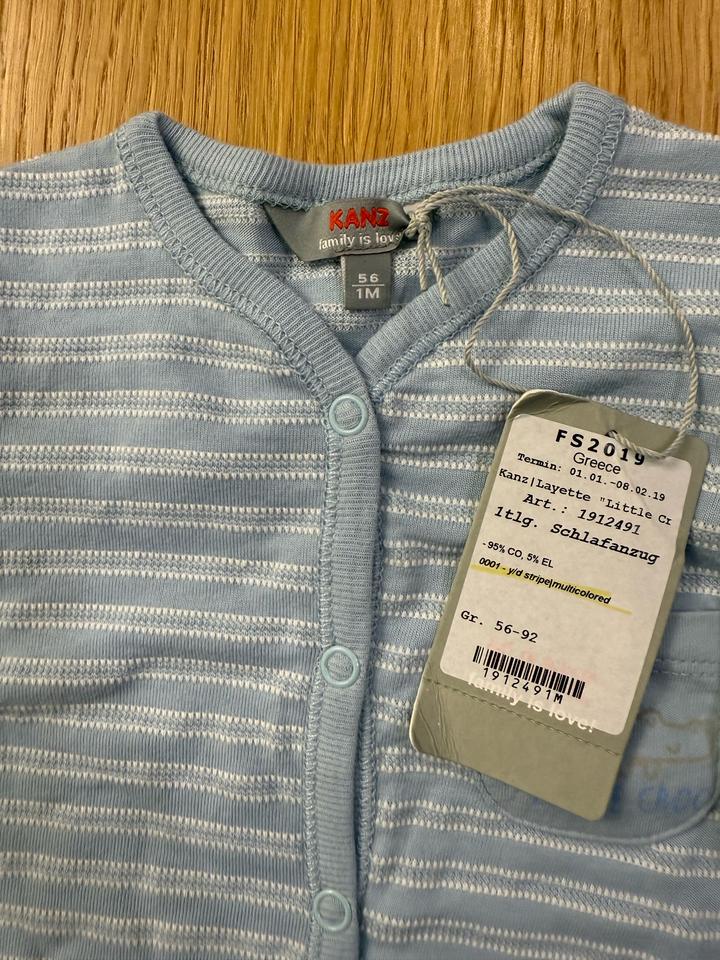 KANZ
family is love
56
1M
FS2019
Greece
Termin: 01.01.-08.02.19
Kanz|Layette "Little Cr
Art.: 1912491
1tlg. Schlafanzug
-95% CO, 5% EL
0001 - y/d stripe|multicolored
Gr. 56-92
1912491M
family is love!
CROC